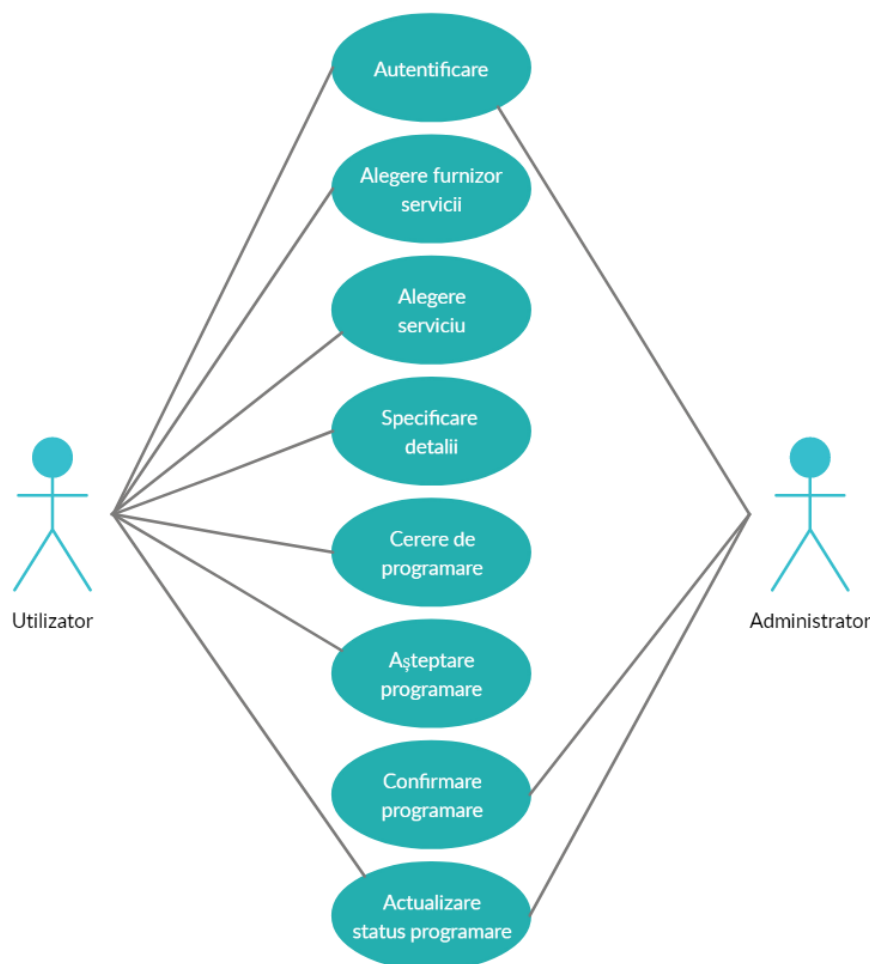 Autentificare
Alegere furnizor
servicii
Alegere
serviciu
Specificare
detalii
Cerere de
programare
Utilizator
Administrator
Așteptare
programare
Confirmare
programare
Actualizare
status programare